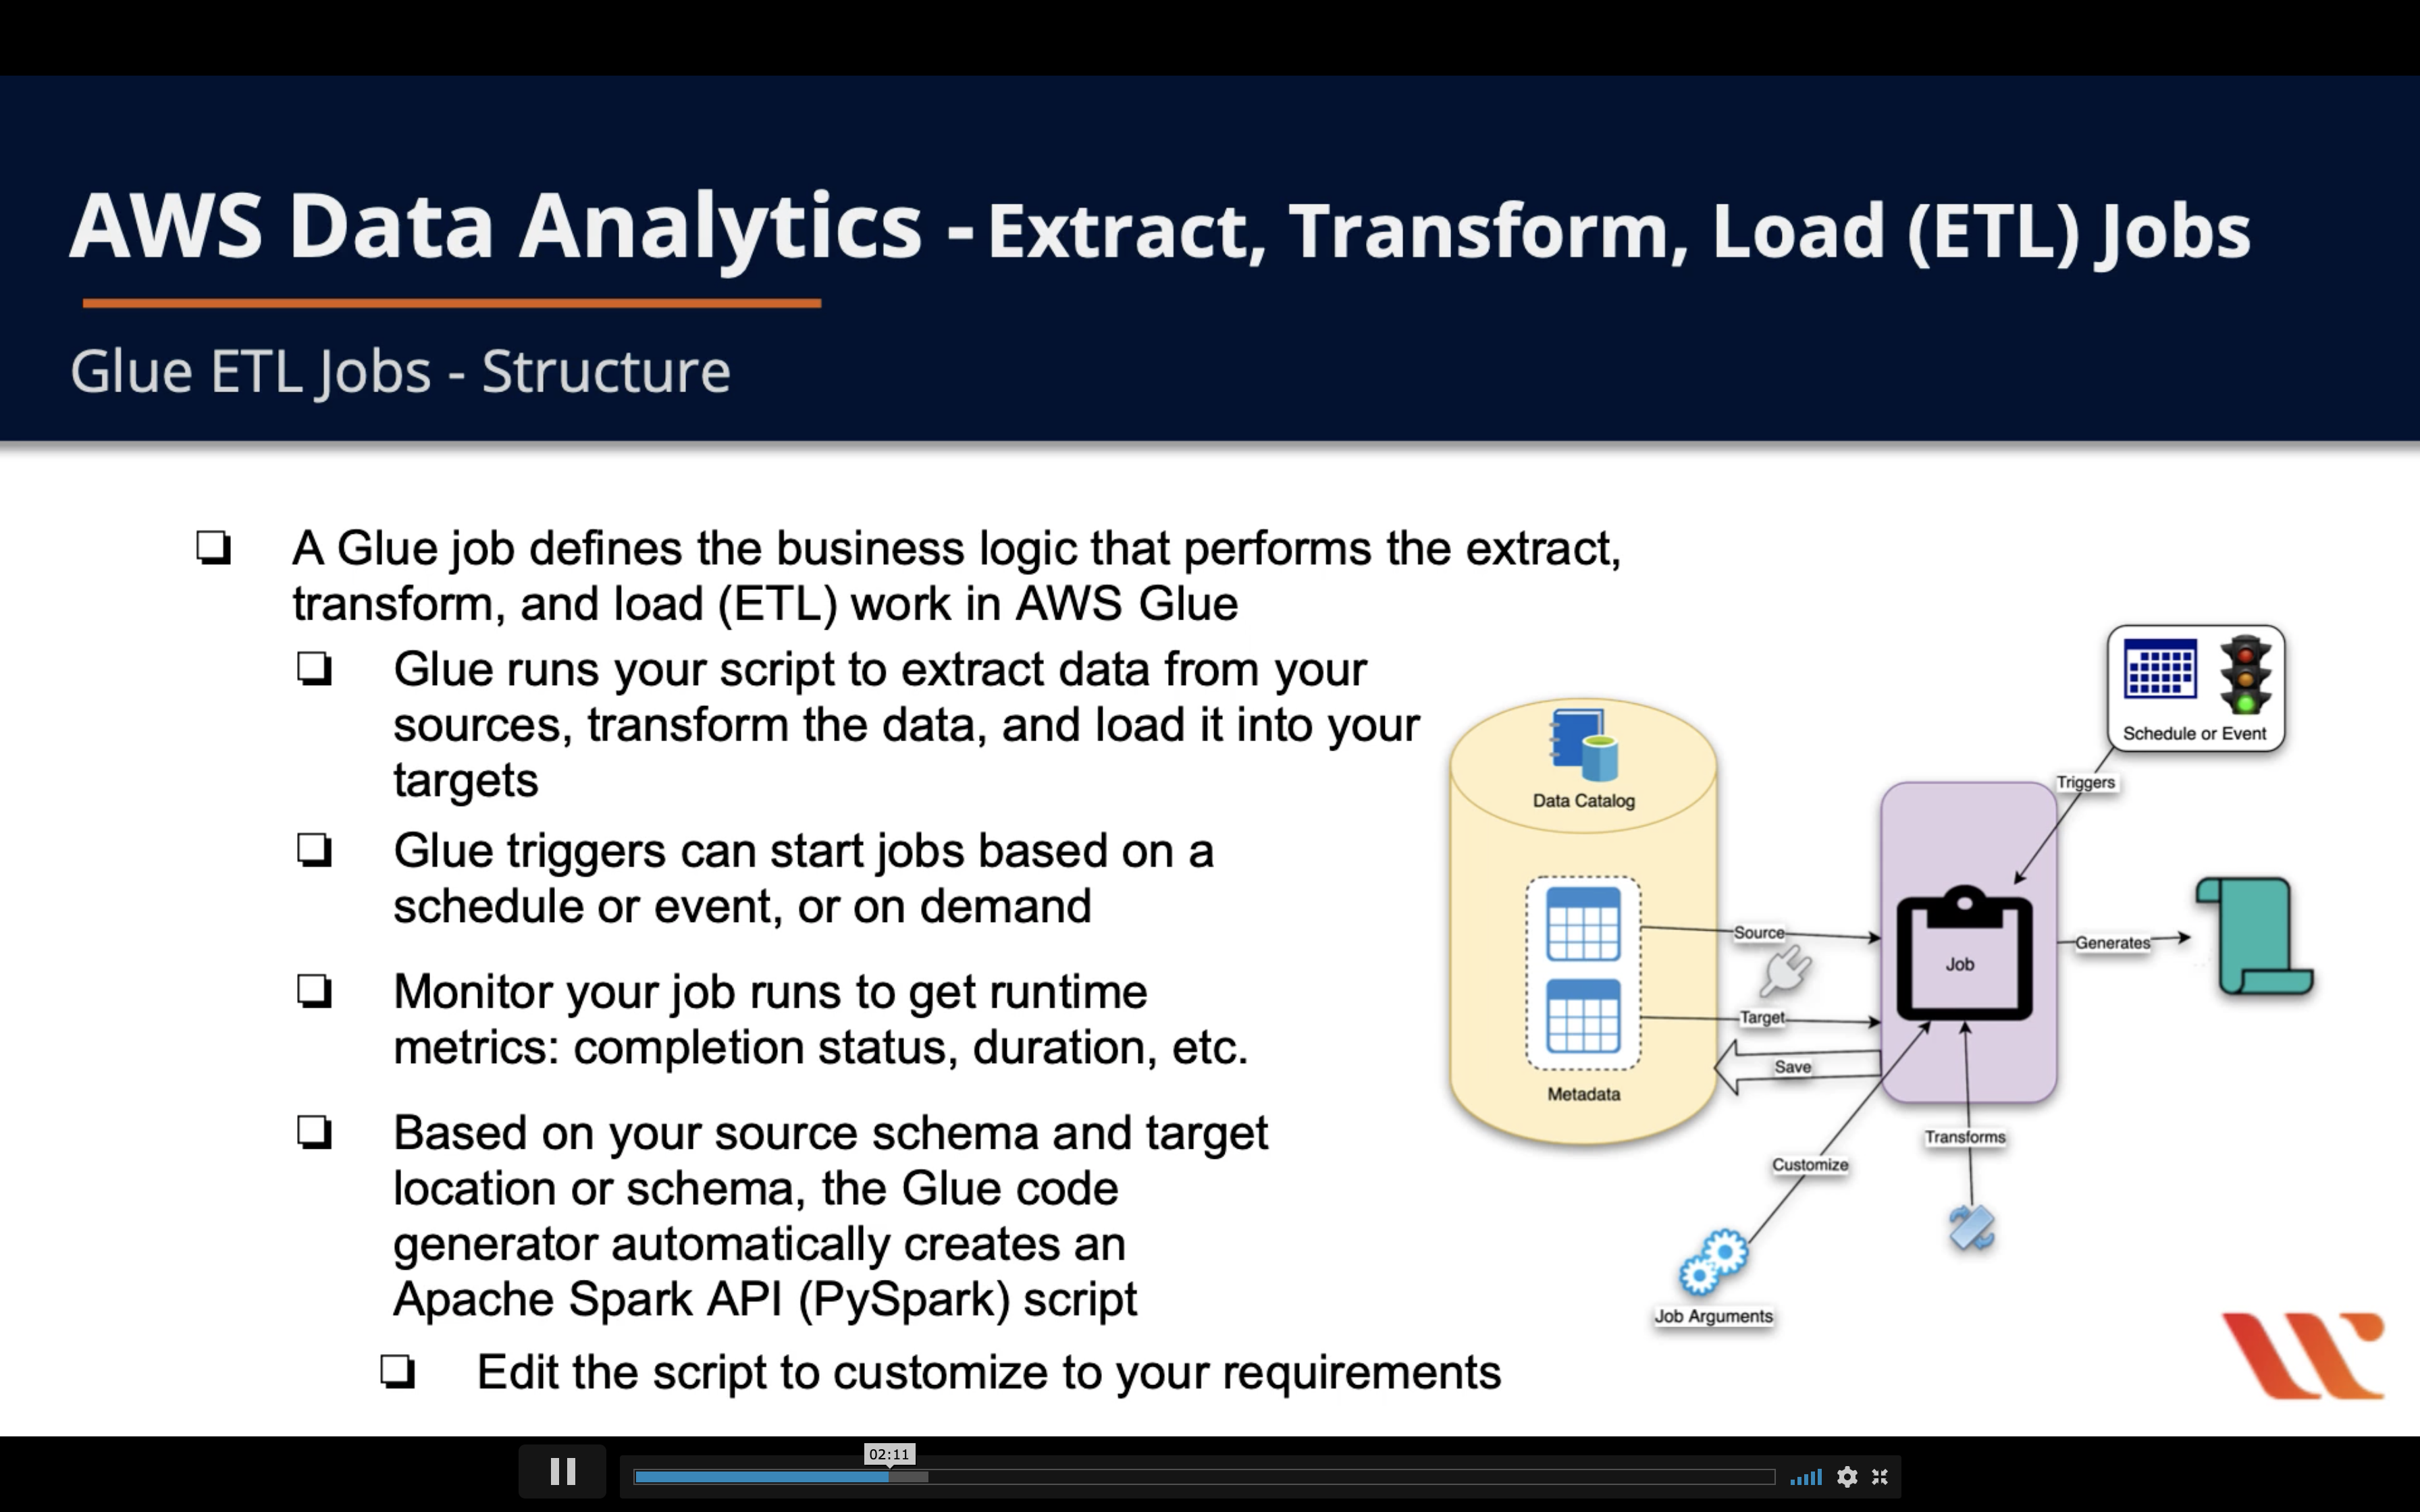 AWS Data Analytics - Extract, Transform, Load (ETL) Jobs
Glue ETL Jobs - Structure
A Glue job defines the business logic that performs the extract,
transform, and load (ETL) work in AWS Glue
Glue runs your script to extract data from your
sources, transform the data, and load it into your
targets
Glue triggers can start jobs based on a
schedule or event, or on demand
Monitor your job runs to get runtime
metrics: completion status, duration, etc.
Based on your source schema and target
location or schema, the Glue code
generator automatically creates an
Apache Spark API (PySpark) script
Edit the script to customize to your requirements
Schedule or Event
Triggers
Data Catalog
Source
Job
Generates
Target
Save
Metadata
Transforms
Customize
Job Arguments
02:11